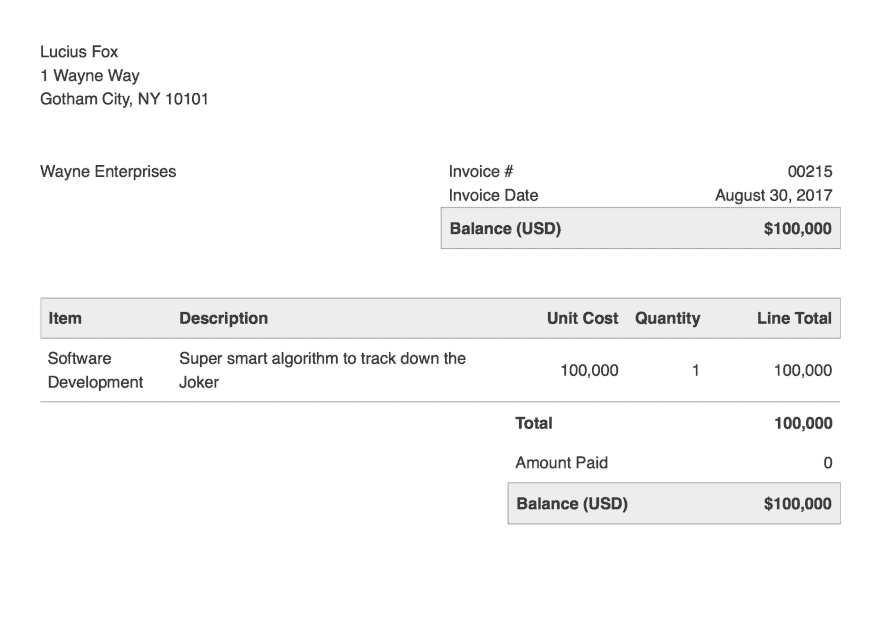 Lucius Fox
1 Wayne Way
Gotham City, NY 10101
Wayne Enterprises
Invoice # 00215
Invoice Date August 30, 2017
Balance (USD) $100,000
Item Description Unit Cost Quantity Line Total
Software Super smart algorithm to track down the
Development Joker 100,000 1 100,000
Total 100,000
Amount Paid 0
Balance (USD) $100,000